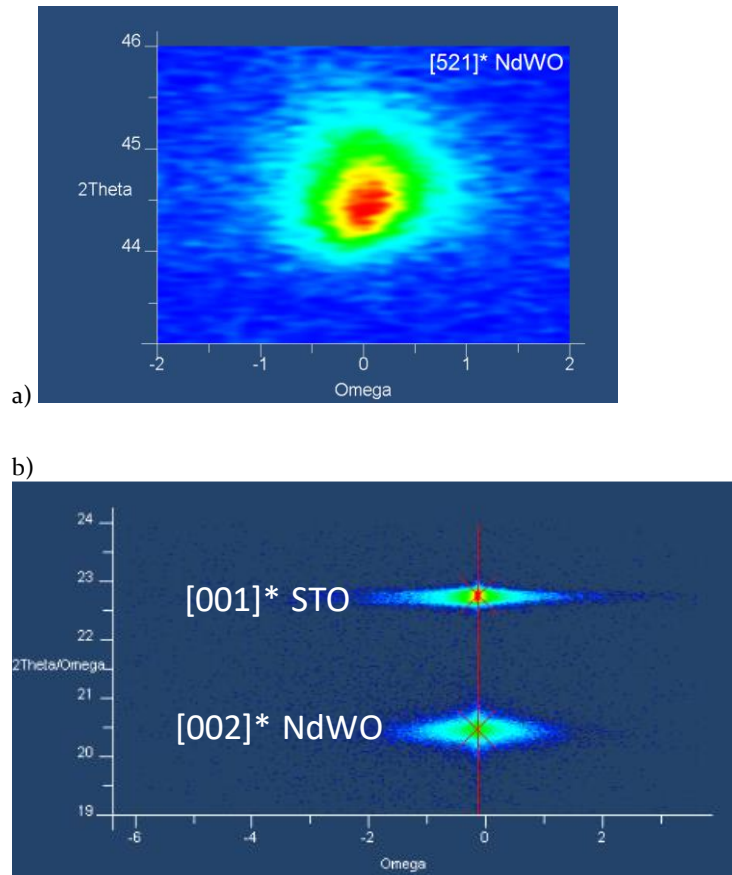 46
[521]* NdWO
45
2Theta
44
-2 -1 0 1 2
Omega
a)
b)
24
23
[001]* STO
22
2Theta/Omega
21
[002]* NdWO
20
19
-6 -4 -2 0 2
Omega